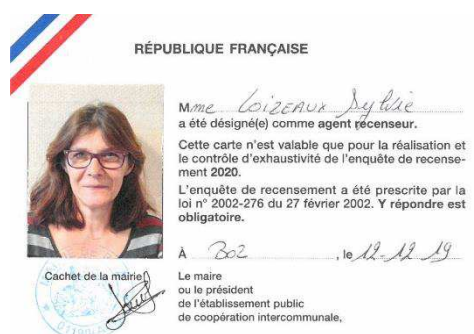 RÉPUBLIQUE FRANÇAISE
Mme Loizeaux Sylvie
a été désigné(e) comme agent recenseur.
Cette carte n'est valable que pour la réalisation et
le contrôle d'exhaustivité de l'enquête de recense-
ment 2020.
L'enquête de recensement a été prescrite par la
loi n° 2002-276 du 27 février 2002. Y répondre est
obligatoire.
À Boz, le 12-12-19
Cachet de la mairie
Le maire
ou le président
de l'établissement public
de coopération intercommunale,